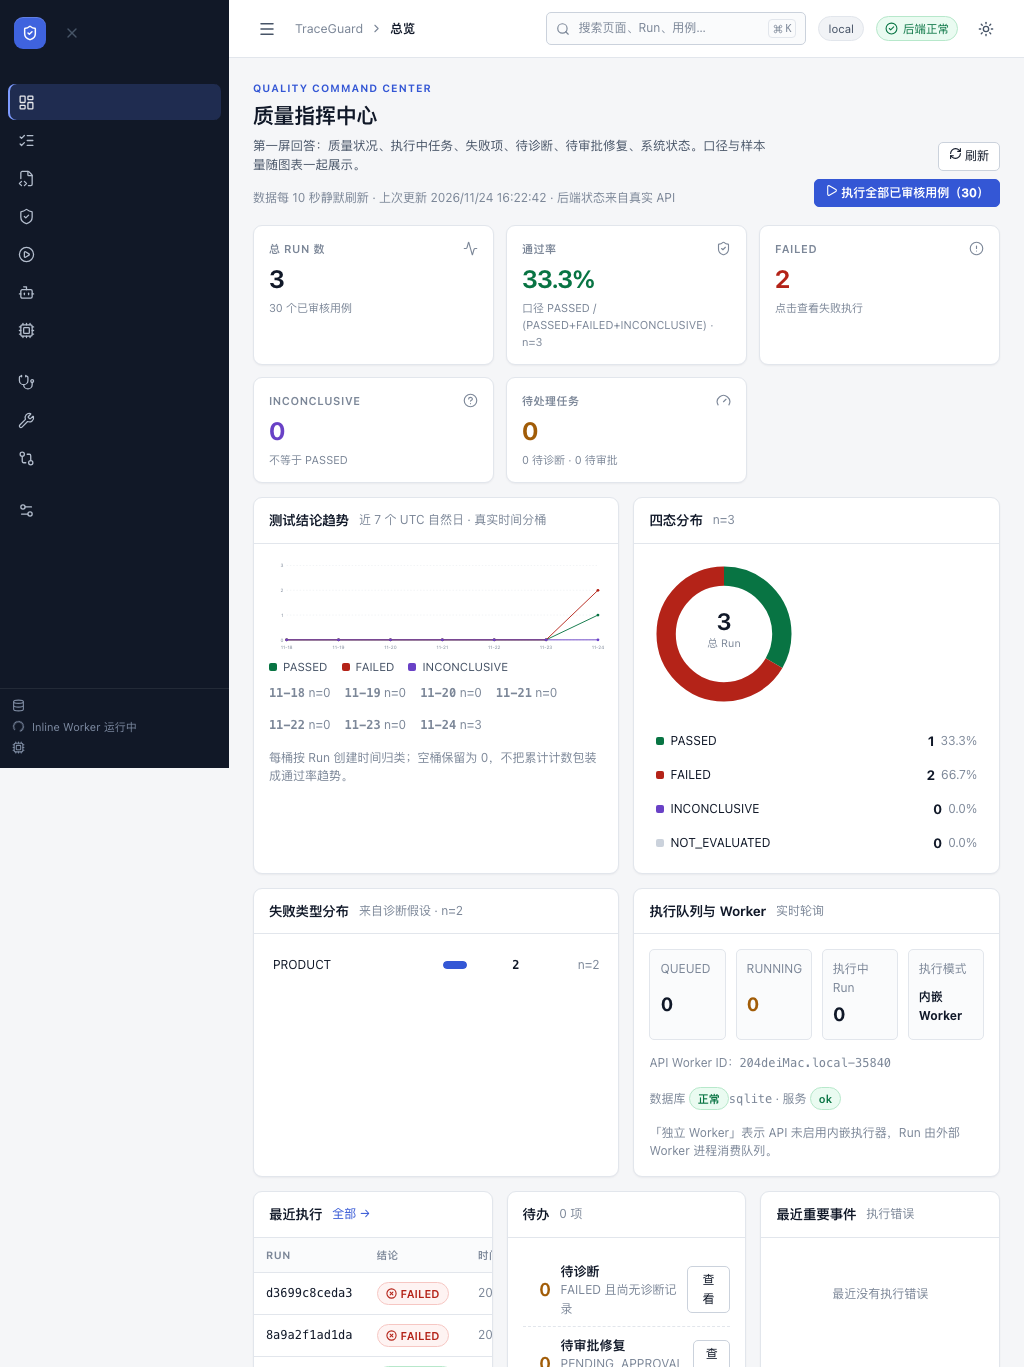 TraceGuard > 总览
搜索页面、Run、用例...
⌘ K
local
后端正常
QUALITY COMMAND CENTER
质量指挥中心
第一屏回答：质量状况、执行中任务、失败项、待诊断、待审批修复、系统状态。口径与样本
量随图表一起展示。
数据每 10 秒静默刷新 · 上次更新 2026/11/24 16:22:42 · 后端状态来自真实 API
刷新
执行全部已审核用例（30）
总 RUN 数
3
30 个已审核用例
通过率
33.3%
口径 PASSED /
(PASSED+FAILED+INCONCLUSIVE) ·
n=3
FAILED
2
点击查看失败执行
INCONCLUSIVE
0
不等于 PASSED
待处理任务
0
0 待诊断 · 0 待审批
测试结论趋势 近 7 个 UTC 自然日 · 真实时间分桶
3
2
1
0
11-18 11-19 11-20 11-21 11-22 11-23 11-24
PASSED FAILED INCONCLUSIVE
11-18 n=0 11-19 n=0 11-20 n=0 11-21 n=0
11-22 n=0 11-23 n=0 11-24 n=3
每桶按 Run 创建时间归类；空桶保留为 0，不把累计计数包装
成通过率趋势。
四态分布 n=3
3
总 Run
PASSED 1 33.3%
FAILED 2 66.7%
INCONCLUSIVE 0 0.0%
NOT_EVALUATED 0 0.0%
Inline Worker 运行中
失败类型分布 来自诊断假设 · n=2
PRODUCT 2 n=2
执行队列与 Worker 实时轮询
QUEUED
0
RUNNING
0
执行中
Run
0
执行模式
内嵌
Worker
API Worker ID：204deiMac.local-35840
数据库 正常 sqlite · 服务 ok
「独立 Worker」表示 API 未启用内嵌执行器，Run 由外部
Worker 进程消费队列。
最近执行 全部 →
RUN 结论
d3699c8ceda3 FAILED 20
8a9a2f1ad1da FAILED 20
待办 0 项
0
待诊断
FAILED 且尚无诊断记
录
查
看
0
待审批修复
PENDING_APPROVAL
查
最近重要事件 执行错误
最近没有执行错误